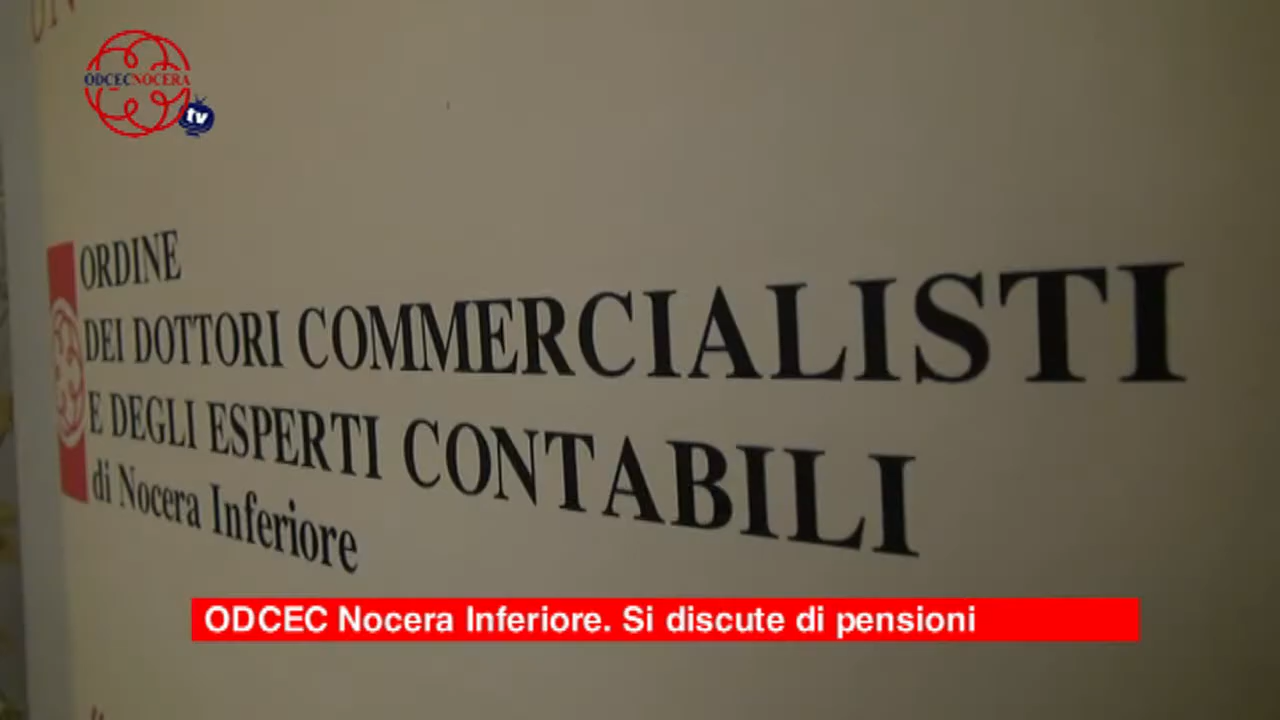 ODCECNOCERA
tv
ORDINE
DEI DOTTORI COMMERCIALISTI
E DEGLI ESPERTI CONTABILI
di Nocera Inferiore
ODCEC Nocera Inferiore. Si discute di pensioni